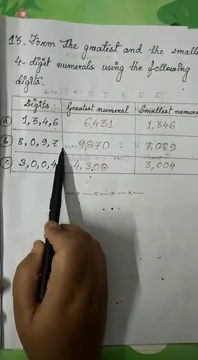 13. Form the greatest and the smalle
4-digit numerals using the following
digits.
Digits Greatest numeral Smallest numera
(a) 1,3,4,6 6,431 1,346
(b) 8,0,9,7 9,870 7,089
(c) 3,0,0,4 4,300 3,004